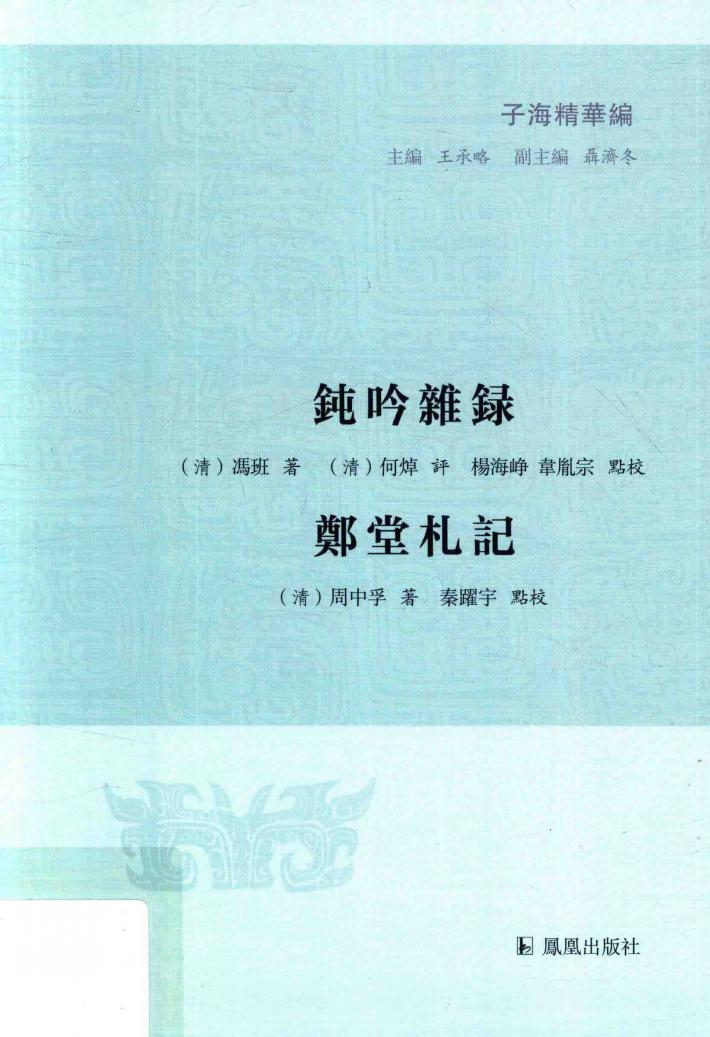 子海精華編
主編 王承略 副主編 聶濟冬
鈍吟雜録
（清）馮班 著 （清）何焯 評 楊海崢 韋胤宗 點校
鄭堂札記
（清）周中孚 著 秦躍宇 點校
鳳凰出版社